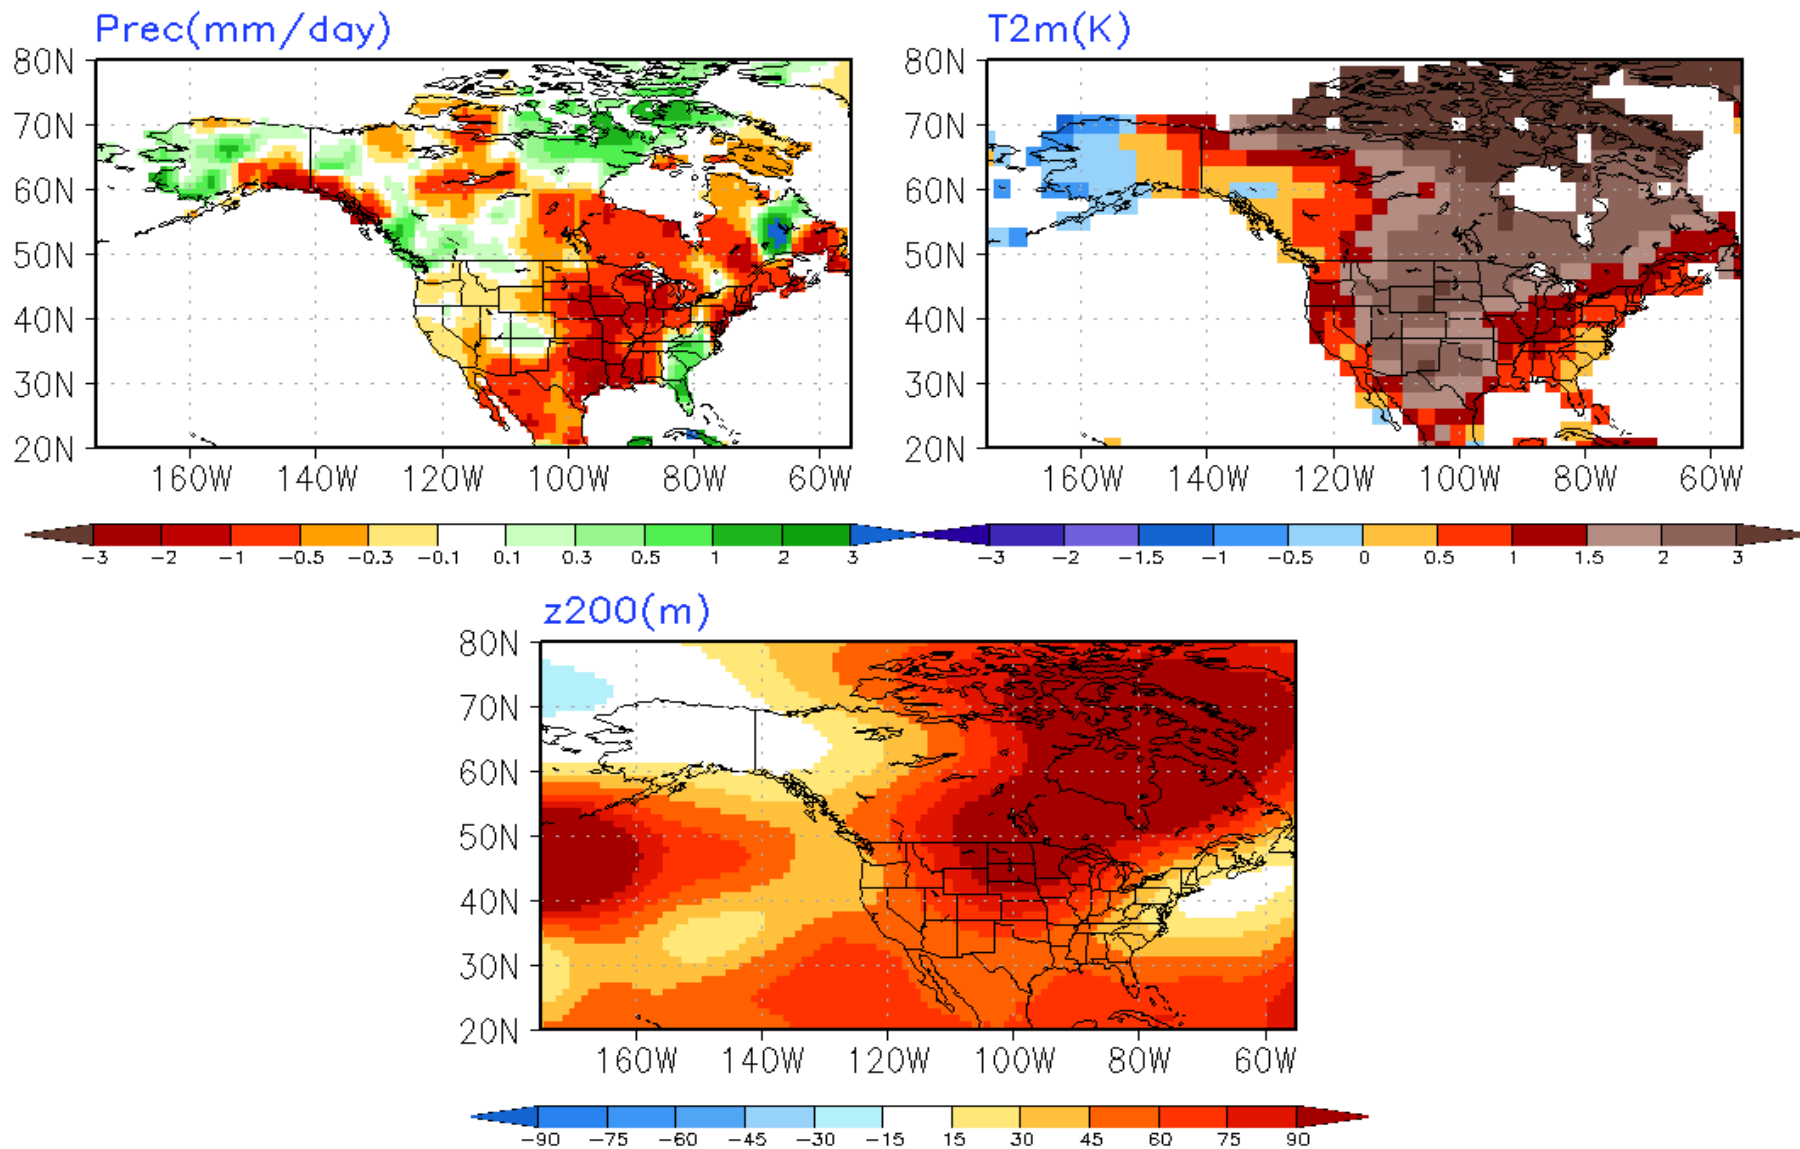 Prec(mm/day)
T2m(K)
80N
70N
60N
50N
40N
30N
20N
160W 140W 120W 100W 80W 60W
80N
70N
60N
50N
40N
30N
20N
160W 140W 120W 100W 80W 60W
-3 -2 -1 -0.5 -0.3 -0.1 0.1 0.3 0.5 1 2 3
-3 -2 -1.5 -1 -0.5 0 0.5 1 1.5 2 3
z200(m)
80N
70N
60N
50N
40N
30N
20N
160W 140W 120W 100W 80W 60W
-90 -75 -60 -45 -30 -15 15 30 45 60 75 90